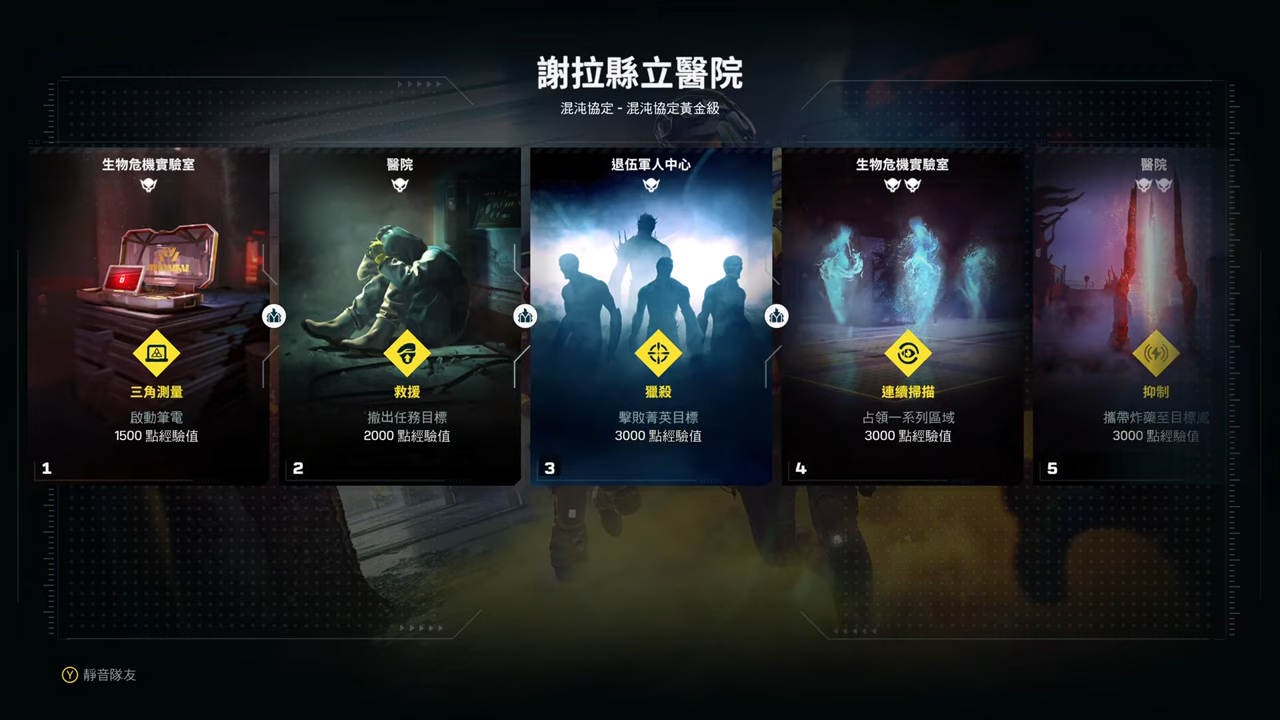 謝拉縣立醫院
混沌協定 - 混沌協定黃金級
生物危機實驗室
三角測量
啟動筆電
1500 點經驗值
1
醫院
救援
撤出任務目標
2000 點經驗值
2
退伍軍人中心
獵殺
擊敗菁英目標
3000 點經驗值
3
生物危機實驗室
連續掃描
占領一系列區域
3000 點經驗值
4
醫院
抑制
攜帶炸藥至目標處
3000 點經驗值
5
Y 靜音隊友